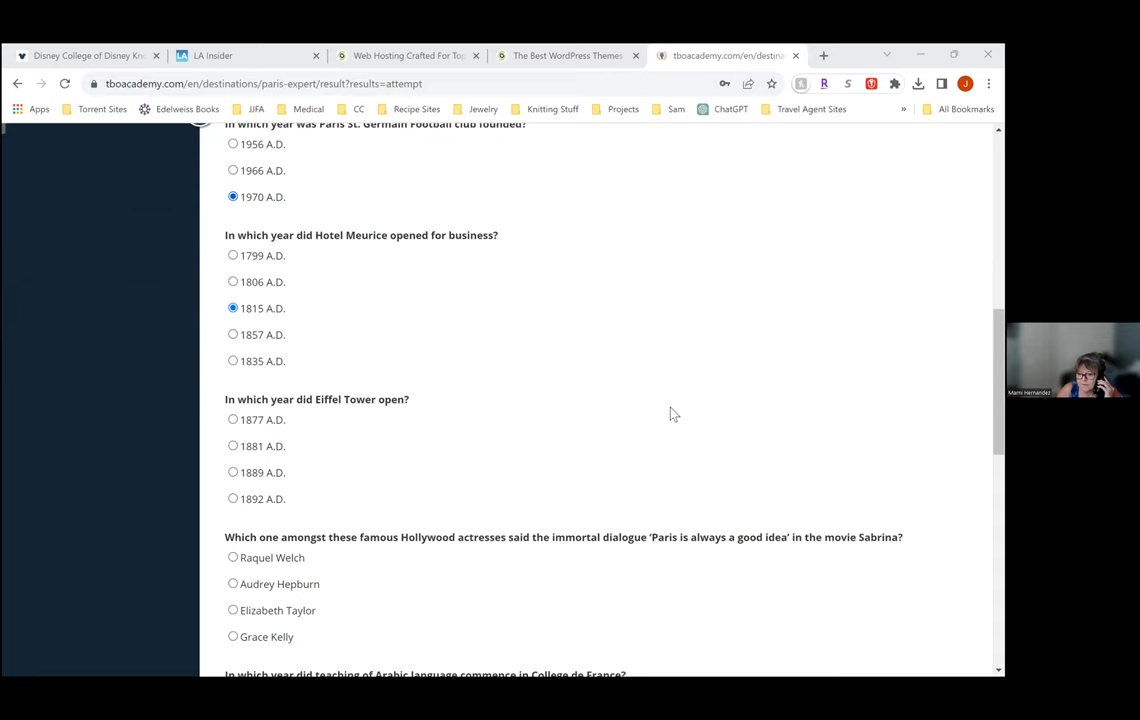 Disney College of Disney Kno
LA Insider
Web Hosting Crafted For Top
The Best WordPress Themes
tboacademy.com/en/destina
tboacademy.com/en/destinations/paris-expert/result?results=attempt
Apps
Torrent Sites
Edelweiss Books
JJFA
Medical
CC
Recipe Sites
Jewelry
Knitting Stuff
Projects
Sam
ChatGPT
Travel Agent Sites
»
All Bookmarks
In which year was Paris St. Germain Football club founded?
1956 A.D.
1966 A.D.
1970 A.D.
In which year did Hotel Meurice opened for business?
1799 A.D.
1806 A.D.
1815 A.D.
1857 A.D.
1835 A.D.
In which year did Eiffel Tower open?
1877 A.D.
1881 A.D.
1889 A.D.
1892 A.D.
Which one amongst these famous Hollywood actresses said the immortal dialogue ‘Paris is always a good idea’ in the movie Sabrina?
Raquel Welch
Audrey Hepburn
Elizabeth Taylor
Grace Kelly
In which year did teaching of Arabic language commence in College de France?
Marni Hernandez